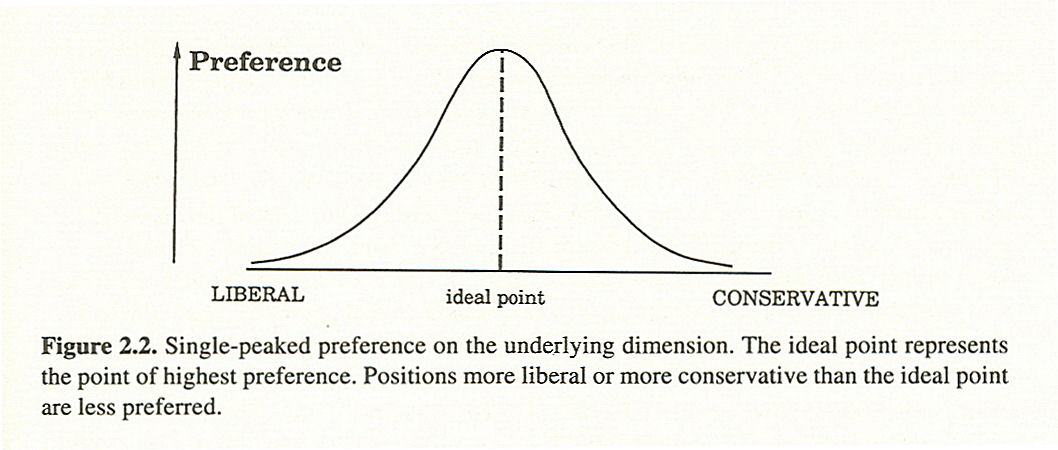 Preference
LIBERAL
ideal point
CONSERVATIVE
Figure 2.2. Single-peaked preference on the underlying dimension. The ideal point represents
the point of highest preference. Positions more liberal or more conservative than the ideal point
are less preferred.